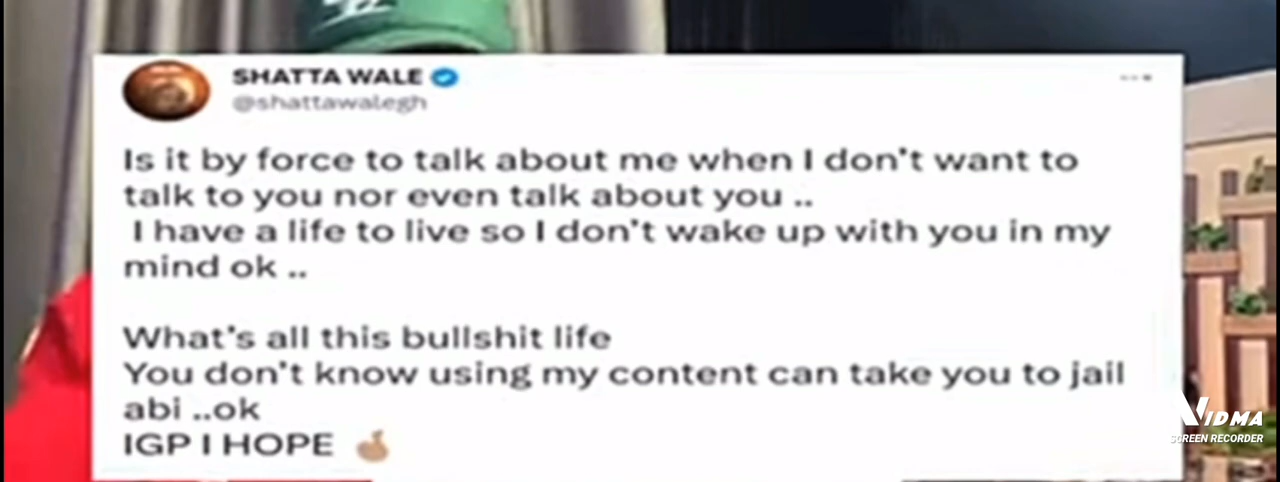 SHATTA WALE
@shattawalegh
Is it by force to talk about me when I don't want to
talk to you nor even talk about you ..
I have a life to live so I don't wake up with you in my
mind ok ..
What's all this bullshit life
You don't know using my content can take you to jail
abi ..ok
IGP I HOPE
NIDMA
SCREEN RECORDER